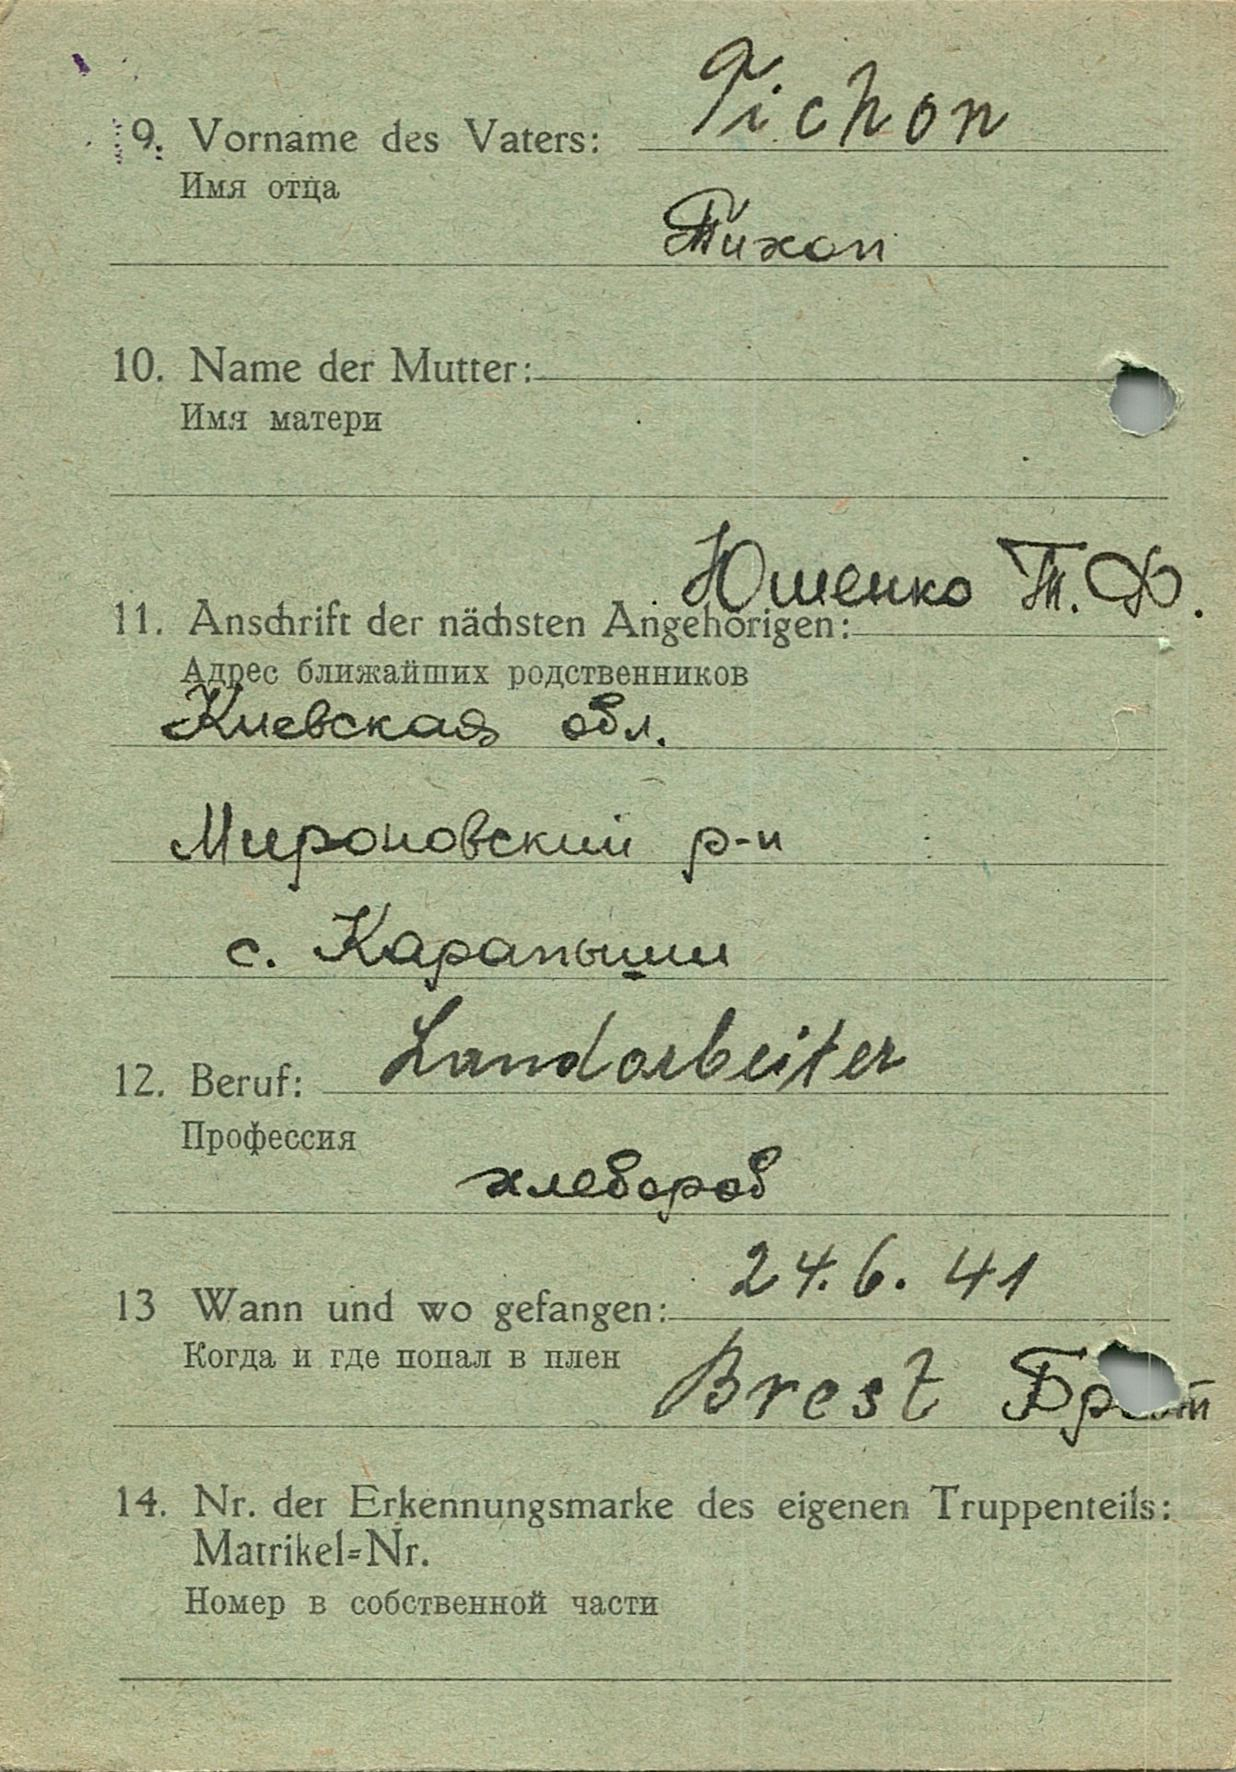 9. Vorname des Vaters: Tichon
Имя отца
Тихон
10. Name der Mutter:
Имя матери
Юшенко Т. Ф.
11. Anschrift der nächsten Angehörigen:
Адрес ближайших родственников
Киевская обл.
Мироновский р-н
с. Карапыши
12. Beruf: Landarbeiter
Профессия
хлебороб
13 Wann und wo gefangen: 24. 6. 41
Когда и где попал в плен
Brest
14. Nr. der Erkennungsmarke des eigenen Truppenteils:
Matrikel=Nr.
Номер в собственной части